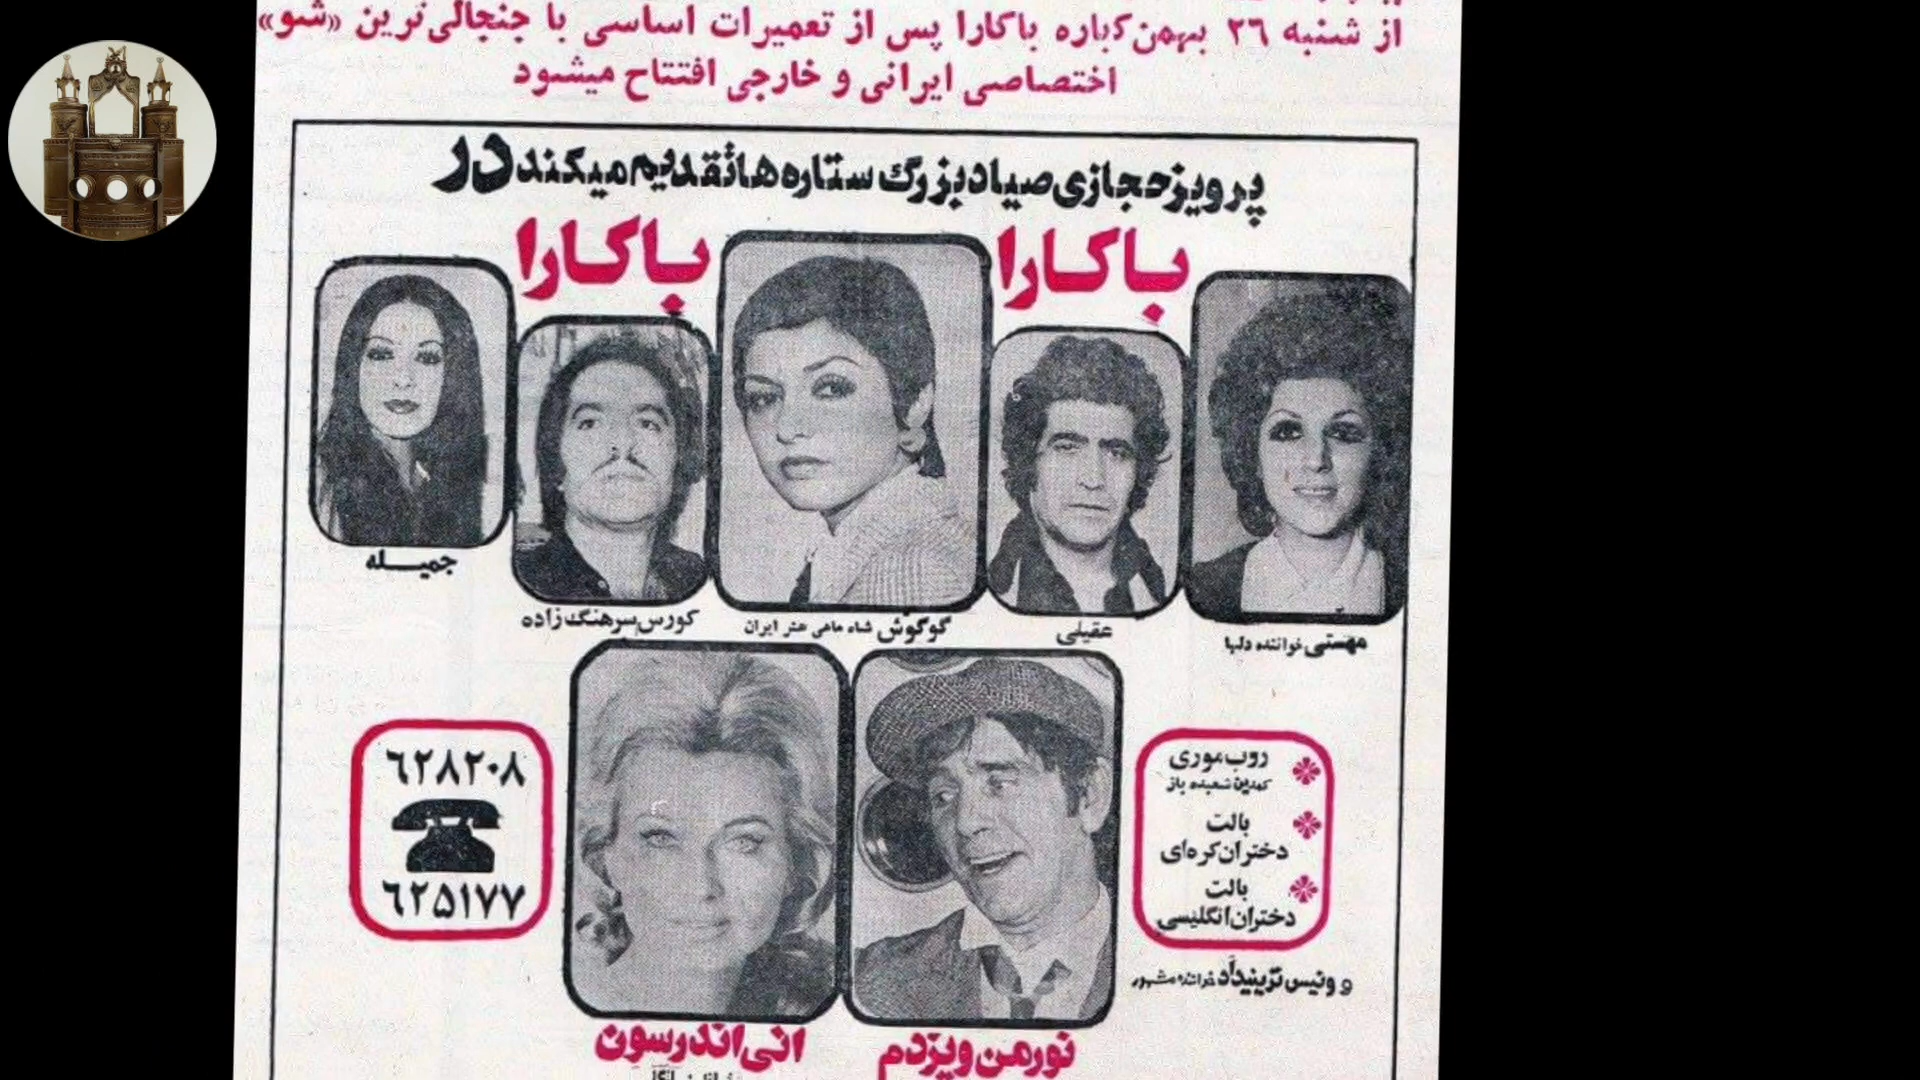 از شنبه ۲۶ بهمن کاباره باکارا پس از تعمیرات اساسی با جنجالی‌ترین «شو»
اختصاصی ایرانی و خارجی افتتاح میشود
پرویز حجازی صیاد بزرگ ستاره ها تقدیم میکند در
باکارا
باکارا
جمیله
کورس سرهنگ زاده
گوگوش شاه ماهی هنر ایران
عقیلی
مهستی خواننده دلها
۶۲۸۲۰۸
۶۲۵۱۷۷
روب موری
کمدین شعبده باز
بالت
دختران کره‌ای
بالت
دختران انگلیسی
و ونیس ترینیداد خواننده مشهور
نورمن ویزدم
انی اندرسون